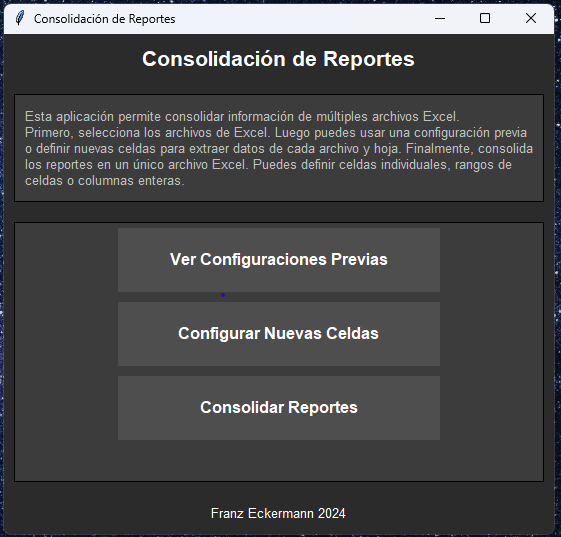 Consolidación de Reportes
Consolidación de Reportes
Esta aplicación permite consolidar información de múltiples archivos Excel.
Primero, selecciona los archivos de Excel. Luego puedes usar una configuración previa
o definir nuevas celdas para extraer datos de cada archivo y hoja. Finalmente, consolida
los reportes en un único archivo Excel. Puedes definir celdas individuales, rangos de
celdas o columnas enteras.
Ver Configuraciones Previas
Configurar Nuevas Celdas
Consolidar Reportes
Franz Eckermann 2024